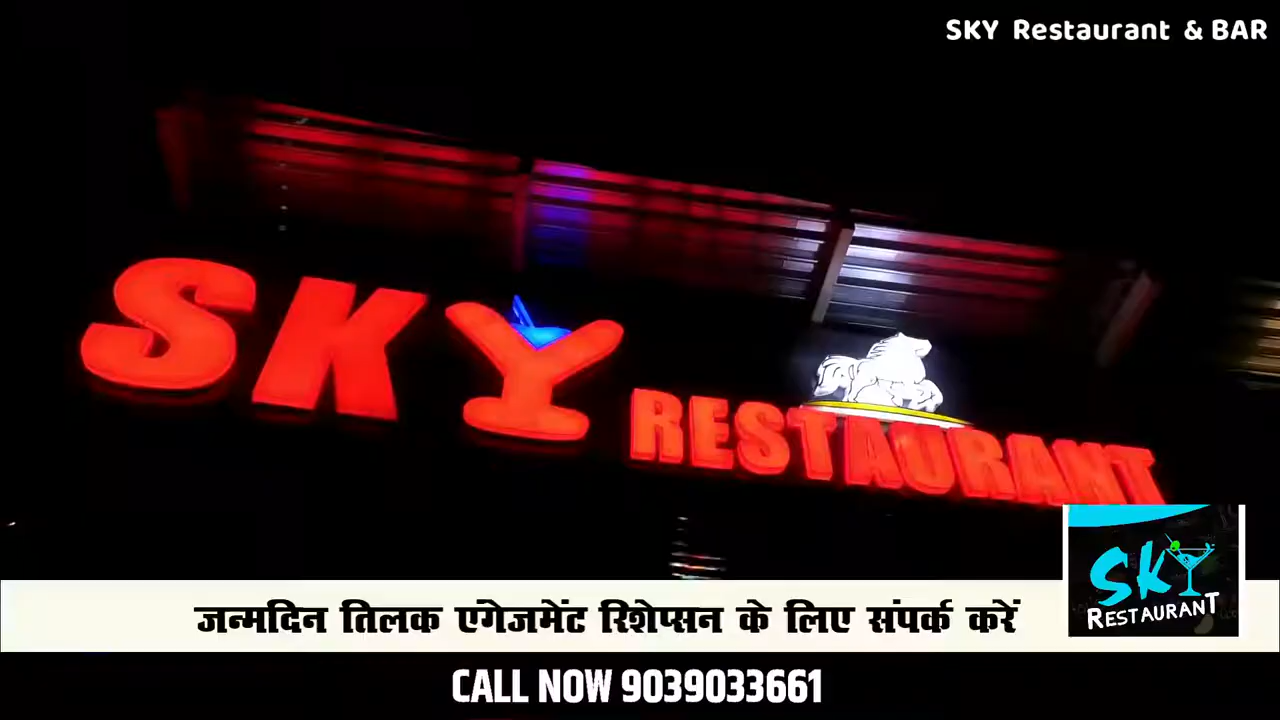 SKY Restaurant & BAR
SKY RESTAURANT
SKY
RESTAURANT
जन्मदिन तिलक एंगेजमेंट रिशेप्सन के लिए संपर्क करें
CALL NOW 9039033661